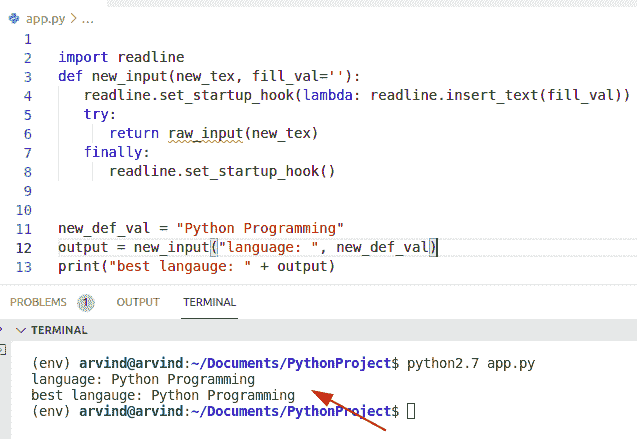 app.py > ...
1
2 import readline
3 def new_input(new_tex, fill_val=''):
4 readline.set_startup_hook(lambda: readline.insert_text(fill_val))
5 try:
6 return raw_input(new_tex)
7 finally:
8 readline.set_startup_hook()
9
10
11 new_def_val = "Python Programming"
12 output = new_input("language: ", new_def_val)
13 print("best langauge: " + output)
PROBLEMS 1 OUTPUT TERMINAL
TERMINAL
(env) arvind@arvind:~/Documents/PythonProject$ python2.7 app.py
language: Python Programming
best langauge: Python Programming
(env) arvind@arvind:~/Documents/PythonProject$